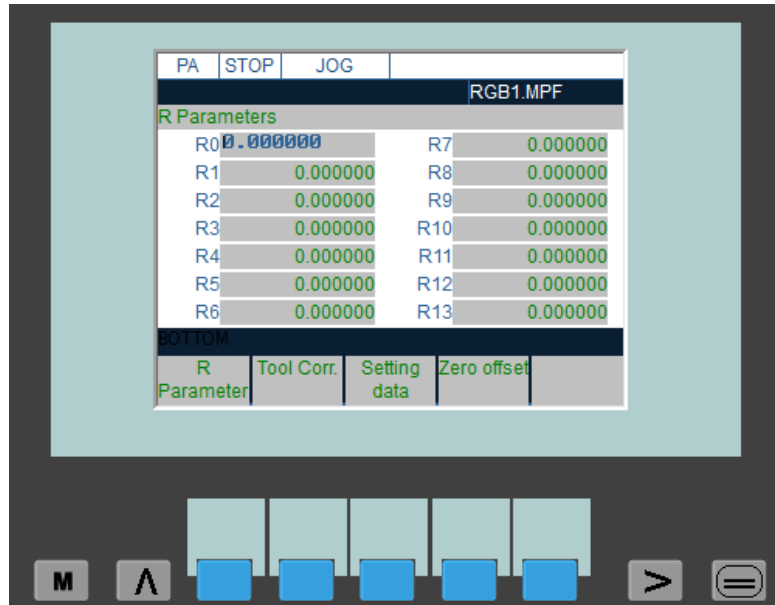 PA STOP JOG
RGB1.MPF
R Parameters
R0 0.000000 R7 0.000000
R1 0.000000 R8 0.000000
R2 0.000000 R9 0.000000
R3 0.000000 R10 0.000000
R4 0.000000 R11 0.000000
R5 0.000000 R12 0.000000
R6 0.000000 R13 0.000000
BOTTOM
R Parameter Tool Corr. Setting data Zero offset
M Λ >